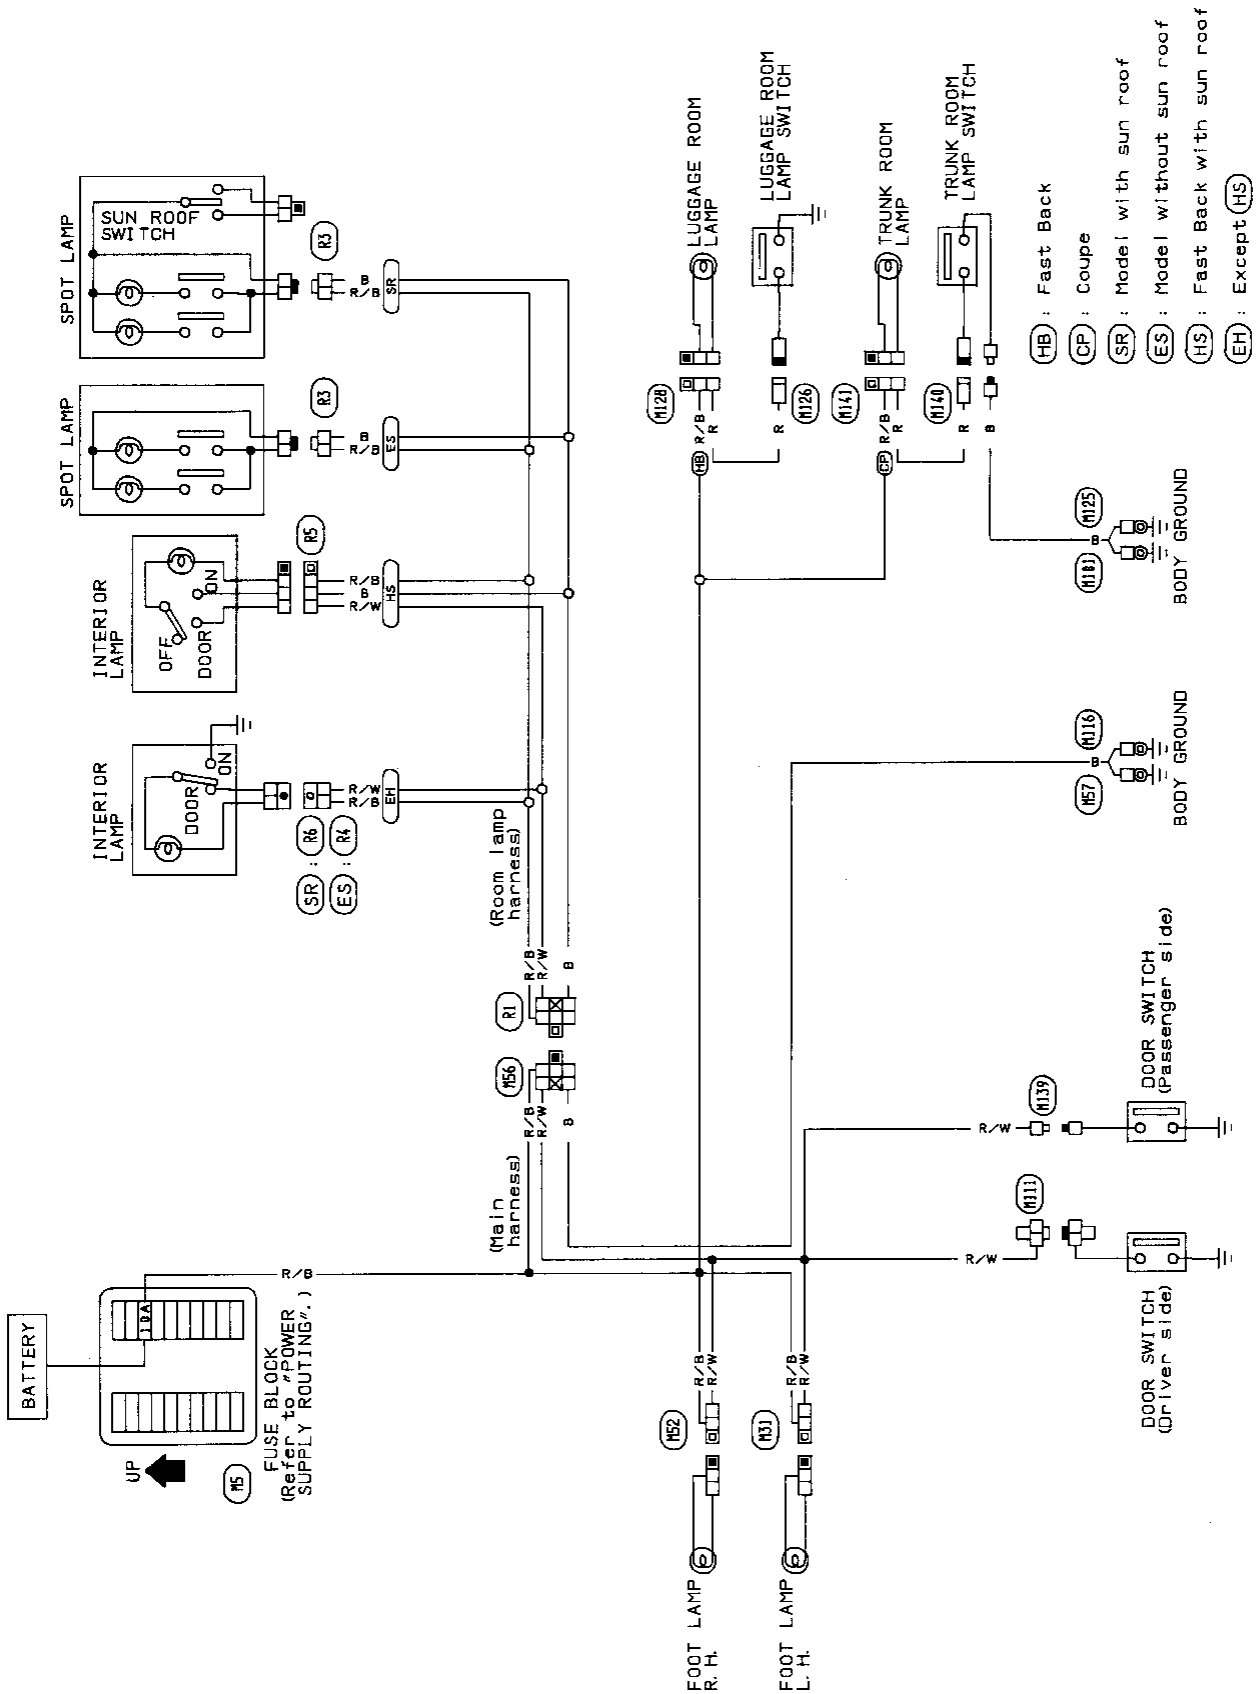 BATTERY
UP
10A
M5
FUSE BLOCK
(Refer to "POWER
SUPPLY ROUTING".)
R/B
INTERIOR
LAMP
DOOR
ON
SR : R6
ES : R4
R/W
R/B
EH
INTERIOR
LAMP
OFF
DOOR
ON
R5
R/B
B
R/W
HS
SPOT LAMP
R3
B
R/B
ES
SPOT LAMP
SUN ROOF
SWITCH
R3
B
R/B
SR
(Main
harness)
R/B
R/W
B
M56
R1
R/B
R/W
B
(Room lamp
harness)
FOOT LAMP
R. H.
M52
R/B
R/W
FOOT LAMP
L. H.
M31
R/B
R/W
HB
R/B
R
M128
LUGGAGE ROOM
LAMP
R
M126
LUGGAGE ROOM
LAMP SWITCH
CP
R/B
R
M141
TRUNK ROOM
LAMP
R
B
M140
TRUNK ROOM
LAMP SWITCH
R/W
M111
DOOR SWITCH
(Driver side)
R/W
M139
DOOR SWITCH
(Passenger side)
B
M57
M116
BODY GROUND
B
M181
M125
BODY GROUND
HB : Fast Back
CP : Coupe
SR : Model with sun roof
ES : Model without sun roof
HS : Fast Back with sun roof
EH : Except HS